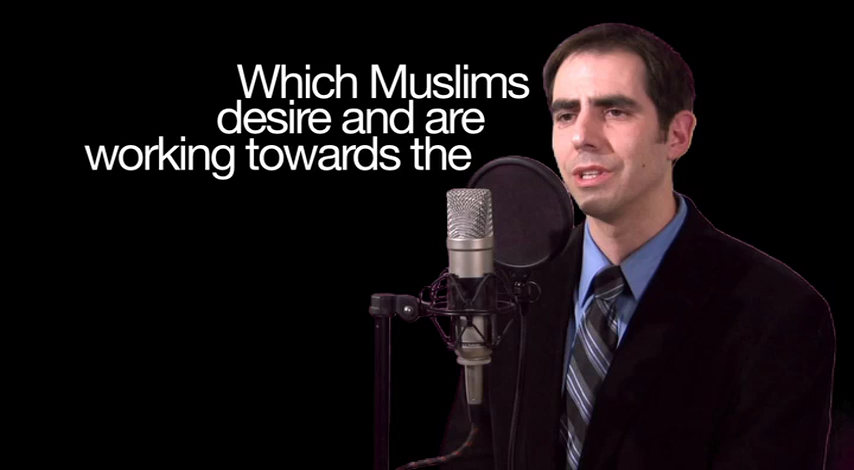 Which Muslims
desire and are
working towards the